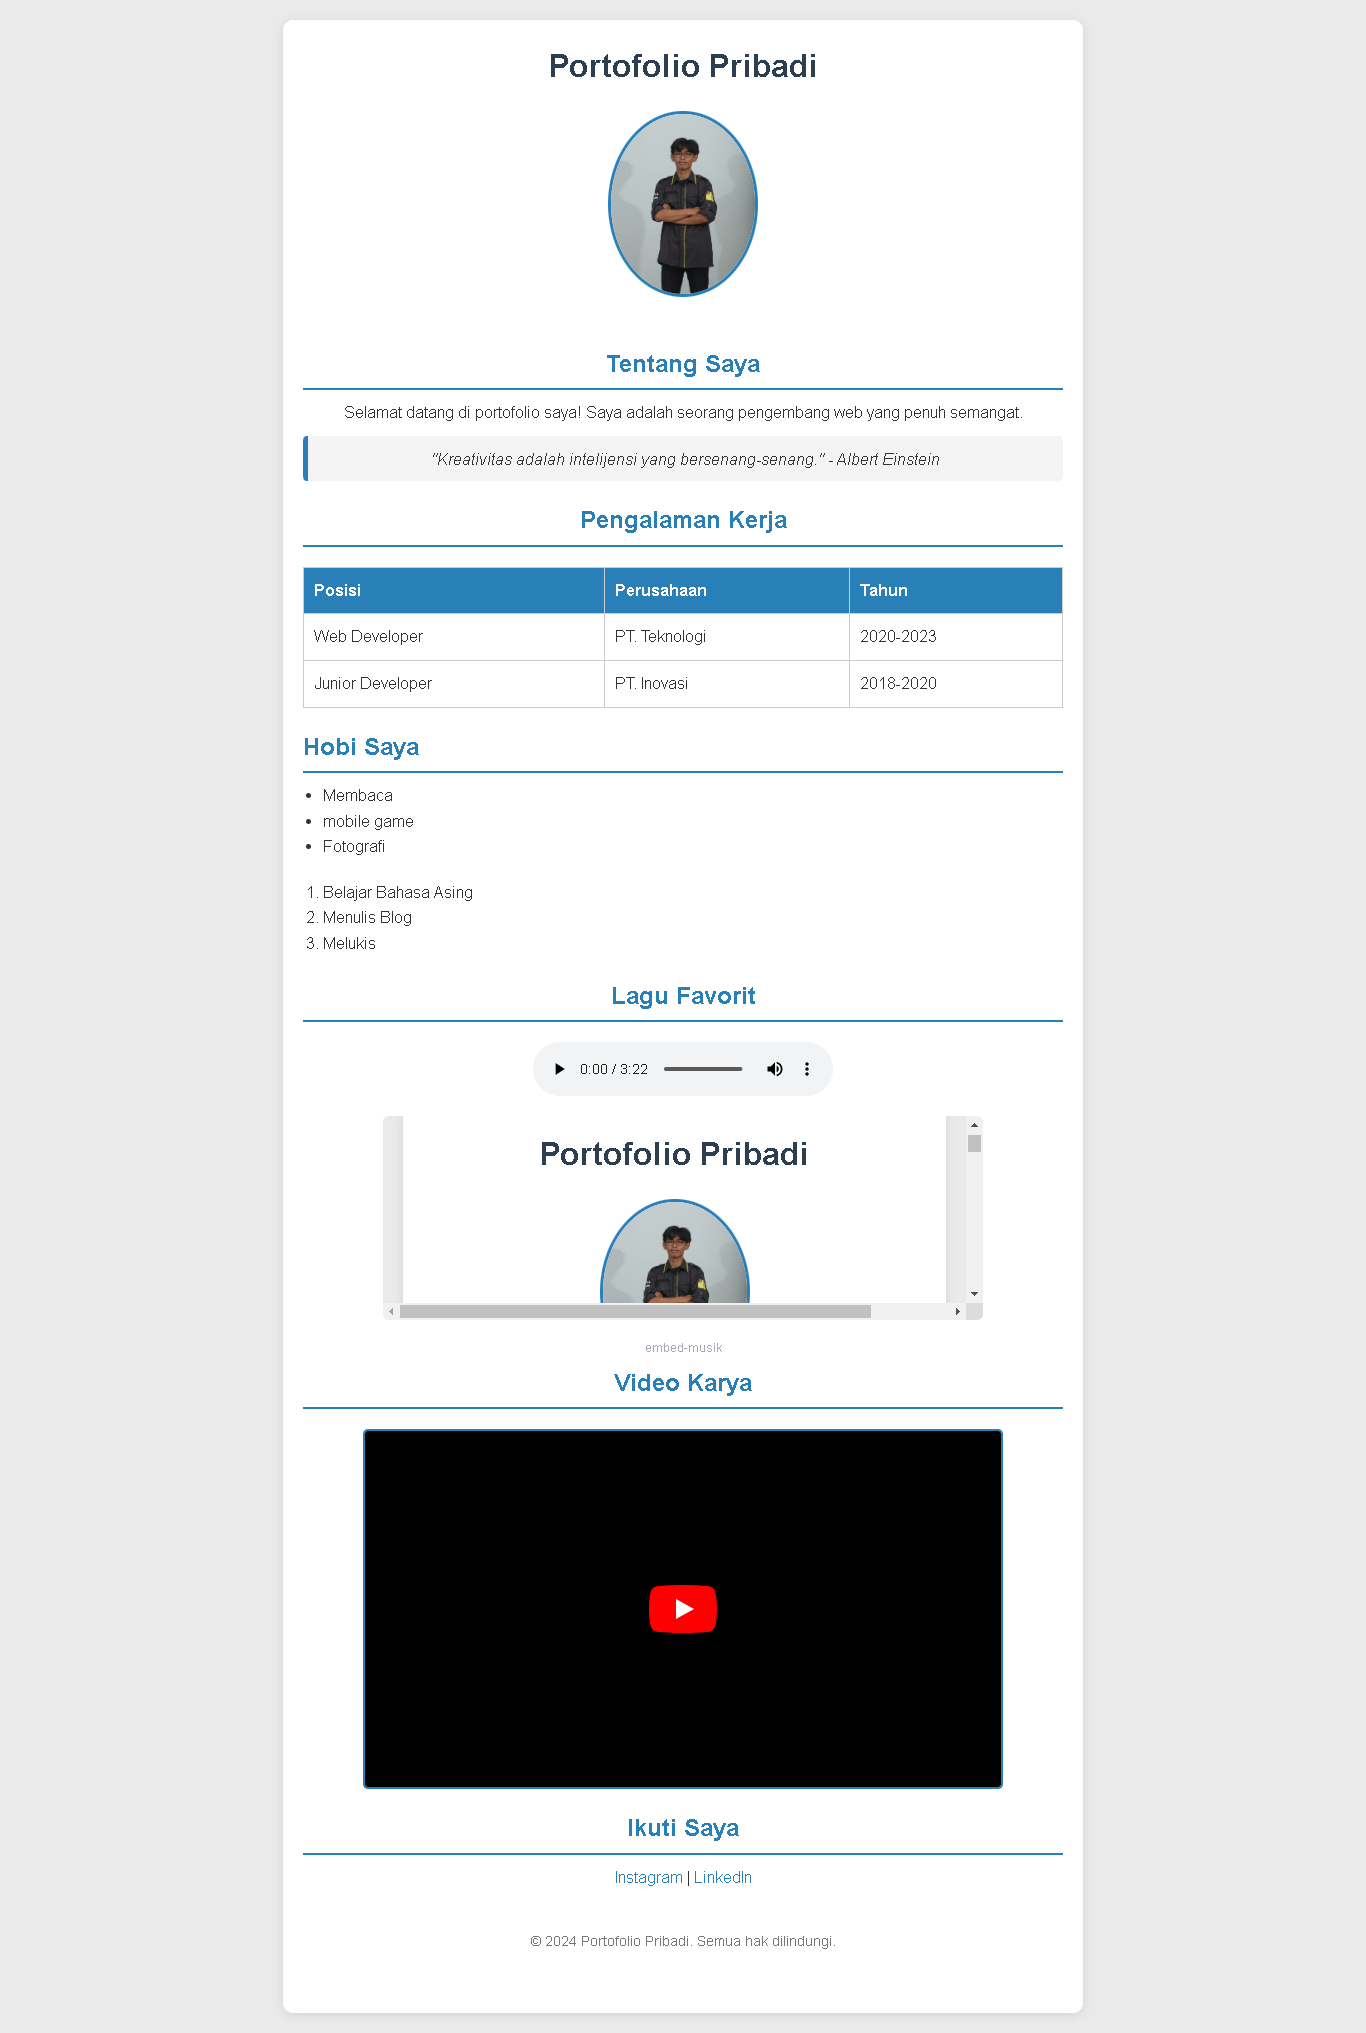 Portofolio Pribadi
Tentang Saya
Selamat datang di portofolio saya! Saya adalah seorang pengembang web yang penuh semangat.
"Kreativitas adalah intelijensi yang bersenang-senang." - Albert Einstein
Pengalaman Kerja
Posisi Perusahaan Tahun
Web Developer PT. Teknologi 2020-2023
Junior Developer PT. Inovasi 2018-2020
Hobi Saya
• Membaca
• mobile game
• Fotografi
1. Belajar Bahasa Asing
2. Menulis Blog
3. Melukis
Lagu Favorit
0:00 / 3:22
Portofolio Pribadi
embed-musik
Video Karya
Ikuti Saya
Instagram | LinkedIn
© 2024 Portofolio Pribadi. Semua hak dilindungi.